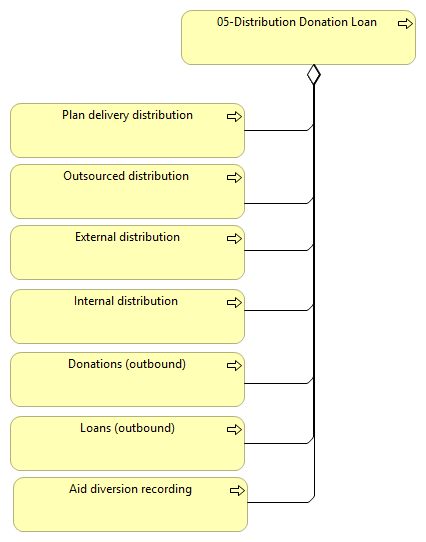 05-Distribution Donation Loan
Plan delivery distribution
Outsourced distribution
External distribution
Internal distribution
Donations (outbound)
Loans (outbound)
Aid diversion recording